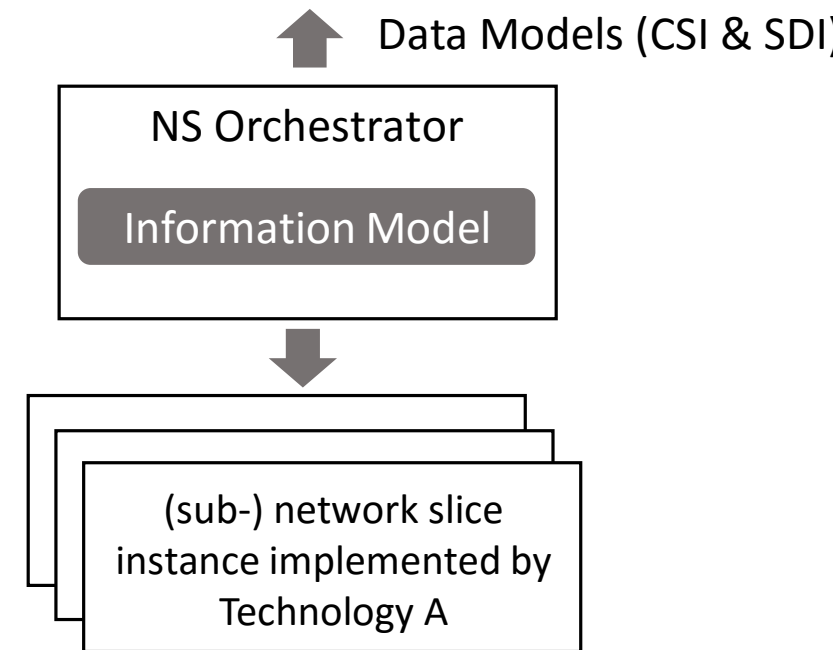 Data Models (CSI & SDI)
NS Orchestrator
Information Model
(sub-) network slice
instance implemented by
Technology A